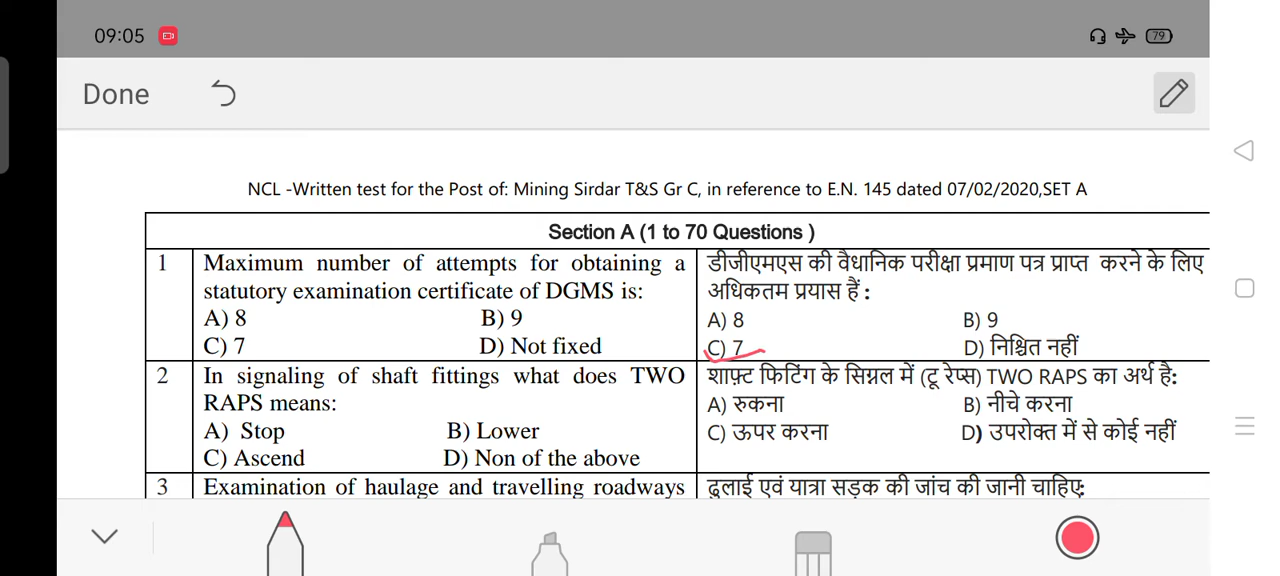 09:05
79
Done
NCL -Written test for the Post of: Mining Sirdar T&S Gr C, in reference to E.N. 145 dated 07/02/2020,SET A
Section A (1 to 70 Questions )
1
Maximum number of attempts for obtaining a
statutory examination certificate of DGMS is:
A) 8 B) 9
C) 7 D) Not fixed
डीजीएमएस की वैधानिक परीक्षा प्रमाण पत्र प्राप्त करने के लिए
अधिकतम प्रयास हैं :
A) 8 B) 9
C) 7 D) निश्चित नहीं
2
In signaling of shaft fittings what does TWO
RAPS means:
A) Stop B) Lower
C) Ascend D) Non of the above
शाफ़्ट फिटिंग के सिग्नल में (टू रेप्स) TWO RAPS का अर्थ है:
A) रुकना B) नीचे करना
C) ऊपर करना D) उपरोक्त में से कोई नहीं
3
Examination of haulage and travelling roadways
ढुलाई एवं यात्रा सड़क की जांच की जानी चाहिए: